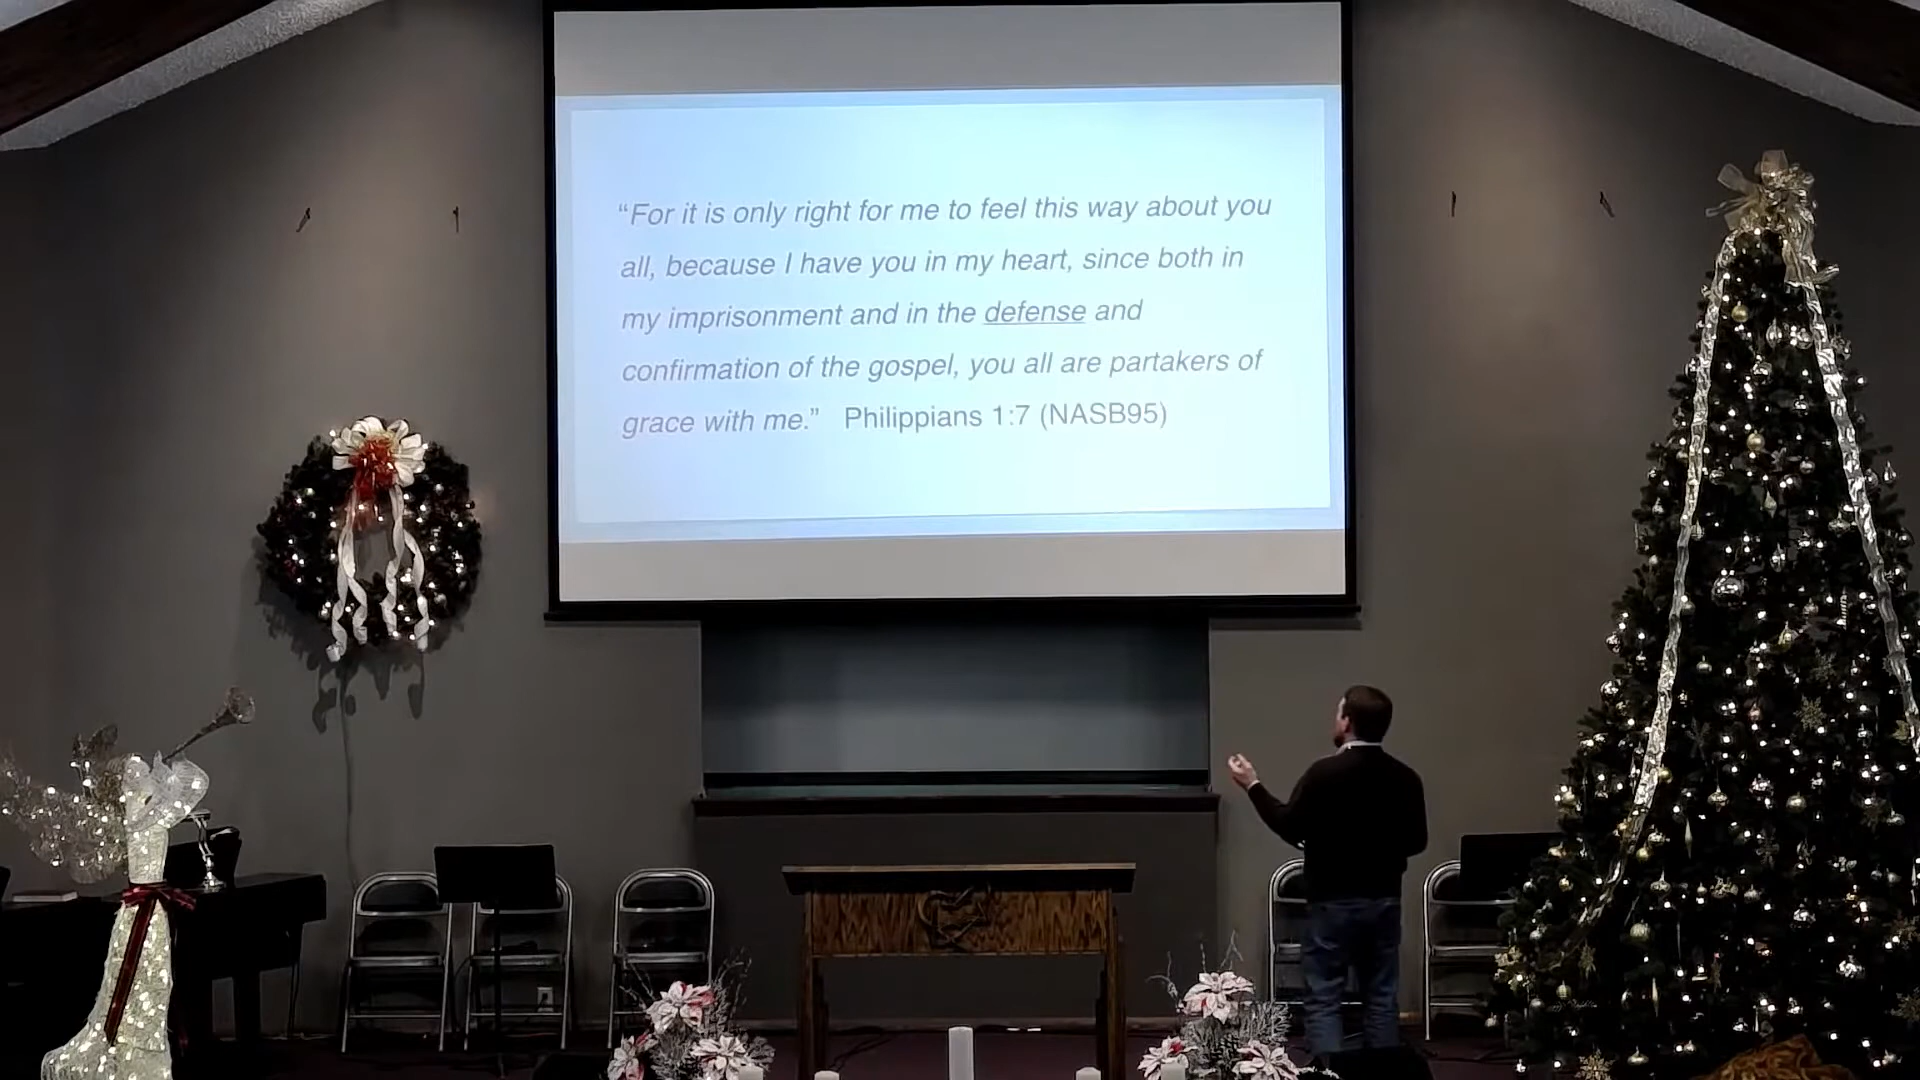 “For it is only right for me to feel this way about you
all, because I have you in my heart, since both in
my imprisonment and in the defense and
confirmation of the gospel, you all are partakers of
grace with me.” Philippians 1:7 (NASB95)